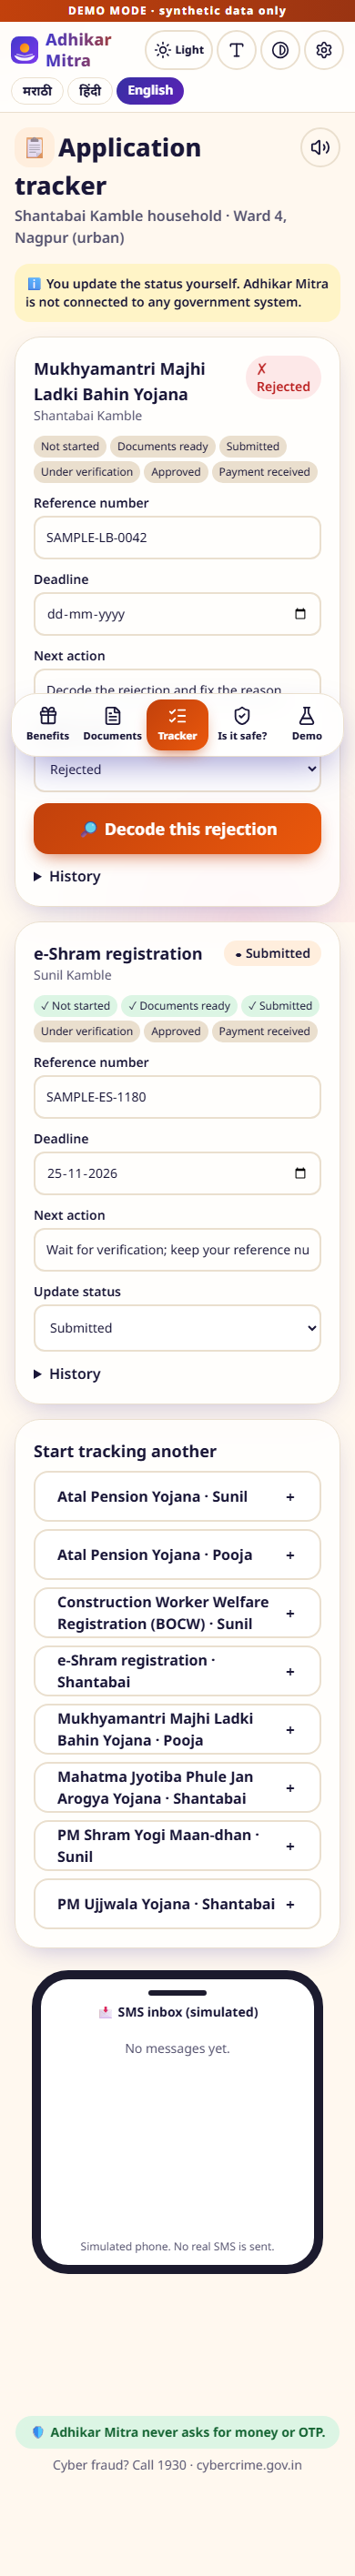 DEMO MODE · synthetic data only
Adhikar
Mitra
Light
मराठी
हिंदी
English
Application
tracker
Shantabai Kamble household · Ward 4,
Nagpur (urban)
You update the status yourself. Adhikar Mitra
is not connected to any government system.
Mukhyamantri Majhi
Ladki Bahin Yojana
✗
Rejected
Shantabai Kamble
Not started
Documents ready
Submitted
Under verification
Approved
Payment received
Reference number
SAMPLE-LB-0042
Deadline
dd-mm-yyyy
Next action
Decode the rejection and fix the reason
Benefits
Documents
Tracker
Is it safe?
Demo
Rejected
Decode this rejection
History
e-Shram registration
Submitted
Sunil Kamble
✓ Not started
✓ Documents ready
✓ Submitted
Under verification
Approved
Payment received
Reference number
SAMPLE-ES-1180
Deadline
25-11-2026
Next action
Wait for verification; keep your reference nu
Update status
Submitted
History
Start tracking another
Atal Pension Yojana · Sunil +
Atal Pension Yojana · Pooja +
Construction Worker Welfare
Registration (BOCW) · Sunil +
e-Shram registration ·
Shantabai +
Mukhyamantri Majhi Ladki
Bahin Yojana · Pooja +
Mahatma Jyotiba Phule Jan
Arogya Yojana · Shantabai +
PM Shram Yogi Maan-dhan ·
Sunil +
PM Ujjwala Yojana · Shantabai +
SMS inbox (simulated)
No messages yet.
Simulated phone. No real SMS is sent.
Adhikar Mitra never asks for money or OTP.
Cyber fraud? Call 1930 · cybercrime.gov.in